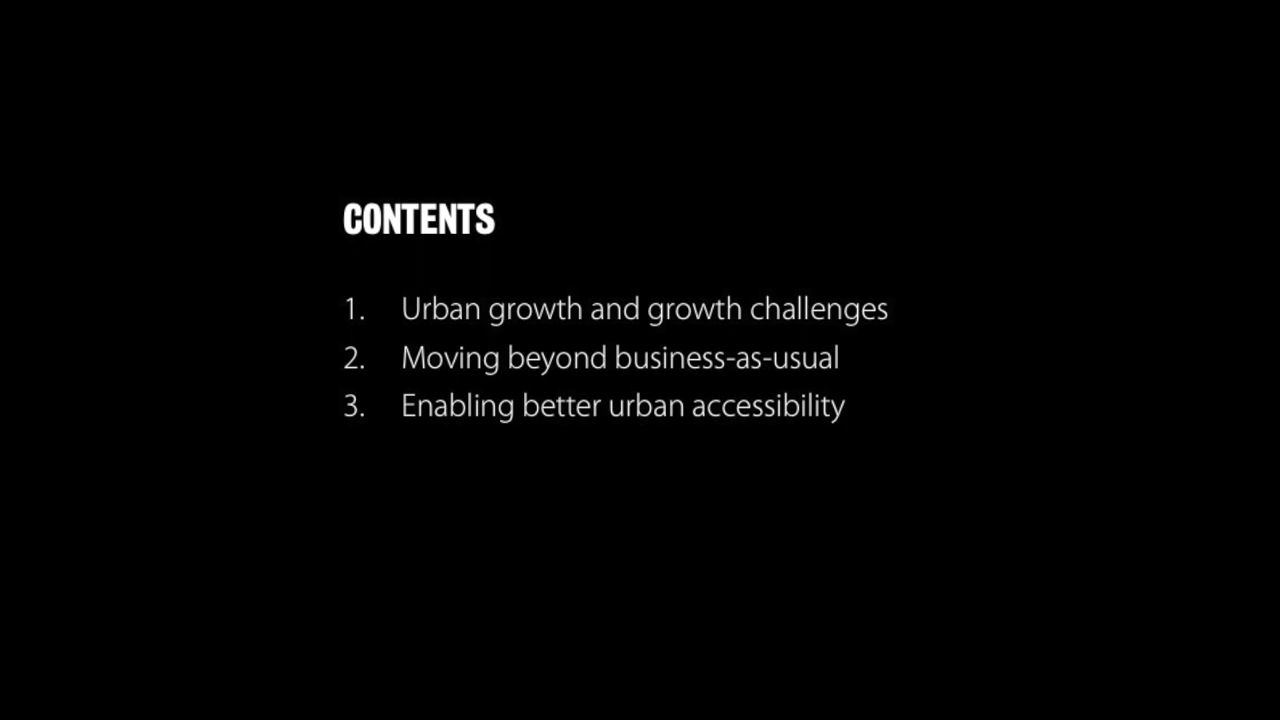 CONTENTS
1. Urban growth and growth challenges
2. Moving beyond business-as-usual
3. Enabling better urban accessibility